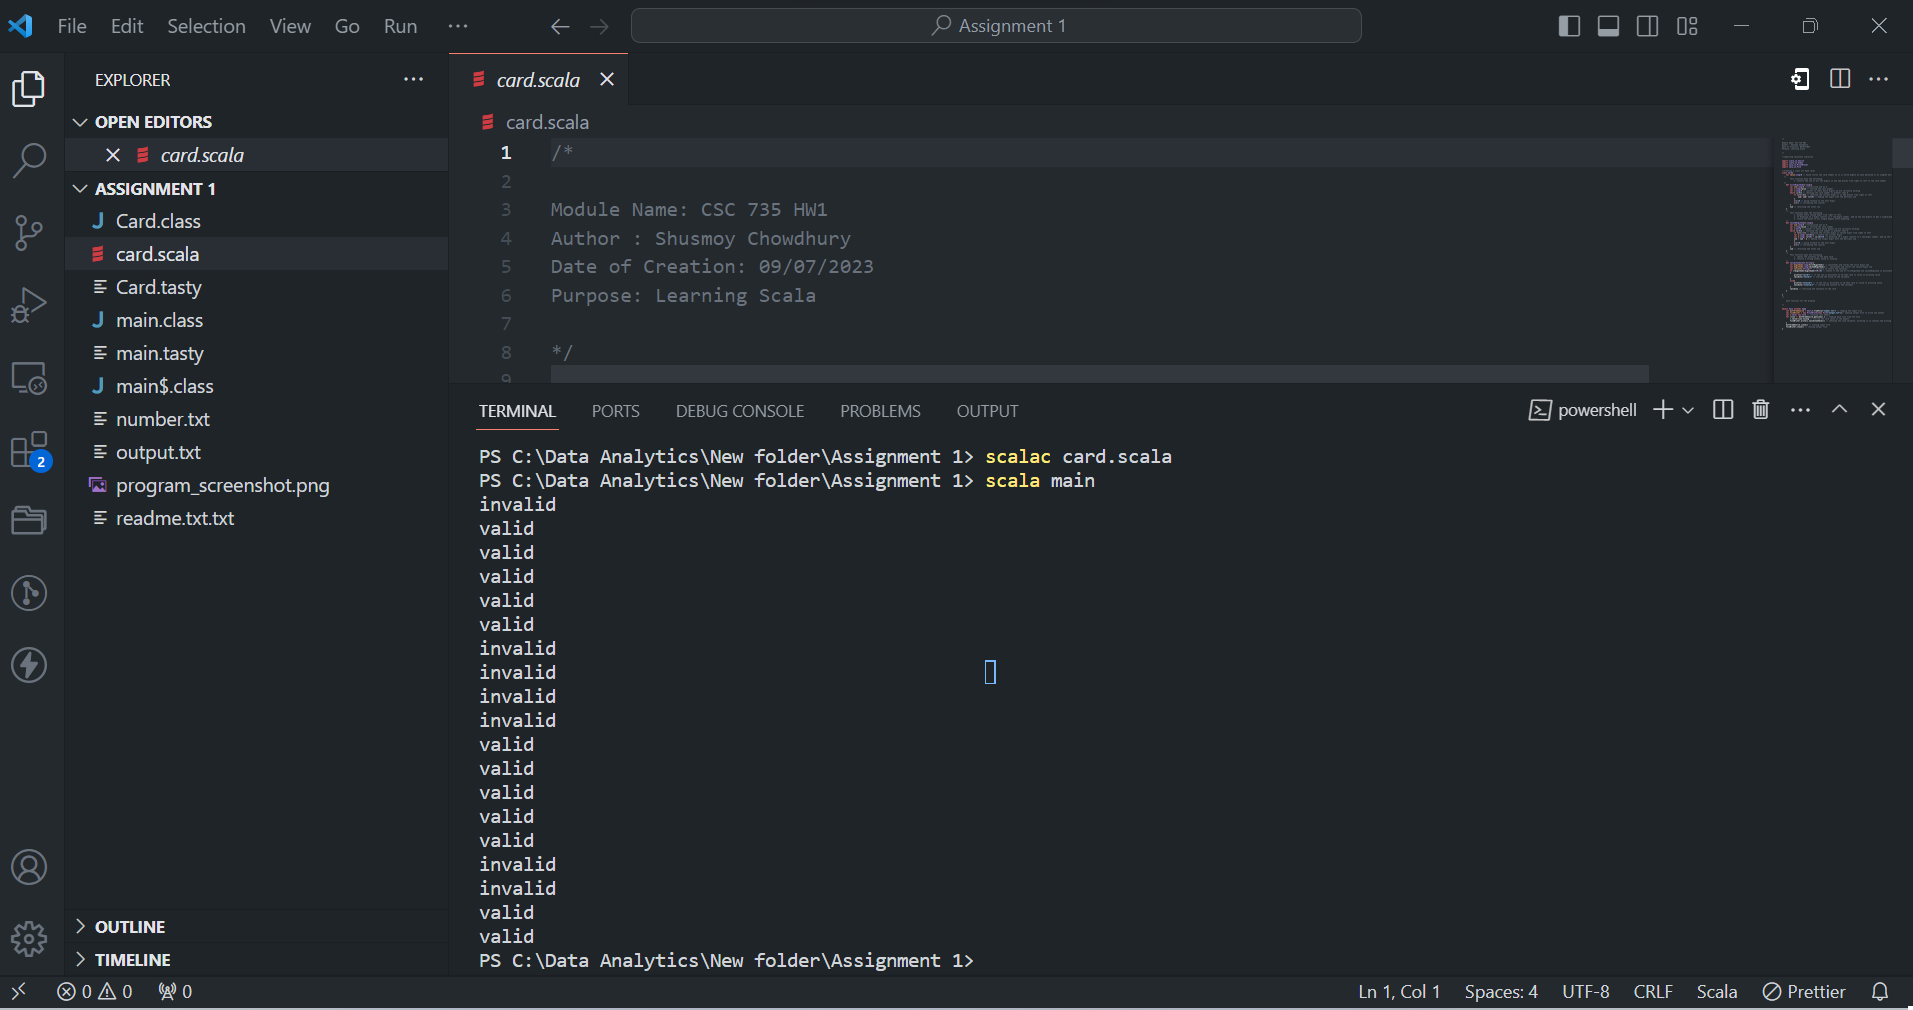 File Edit Selection View Go Run
Assignment 1
EXPLORER
OPEN EDITORS
card.scala
ASSIGNMENT 1
Card.class
card.scala
Card.tasty
main.class
main.tasty
main$.class
number.txt
output.txt
program_screenshot.png
readme.txt.txt
OUTLINE
TIMELINE
2
card.scala
card.scala
1 /*
2
3 Module Name: CSC 735 HW1
4 Author : Shusmoy Chowdhury
5 Date of Creation: 09/07/2023
6 Purpose: Learning Scala
7
8 */
9
TERMINAL PORTS DEBUG CONSOLE PROBLEMS OUTPUT
powershell
PS C:\Data Analytics\New folder\Assignment 1> scalac card.scala
PS C:\Data Analytics\New folder\Assignment 1> scala main
invalid
valid
valid
valid
valid
valid
invalid
invalid
invalid
invalid
valid
valid
valid
valid
valid
invalid
invalid
valid
valid
PS C:\Data Analytics\New folder\Assignment 1>
0 0 0
Ln 1, Col 1 Spaces: 4 UTF-8 CRLF Scala Prettier